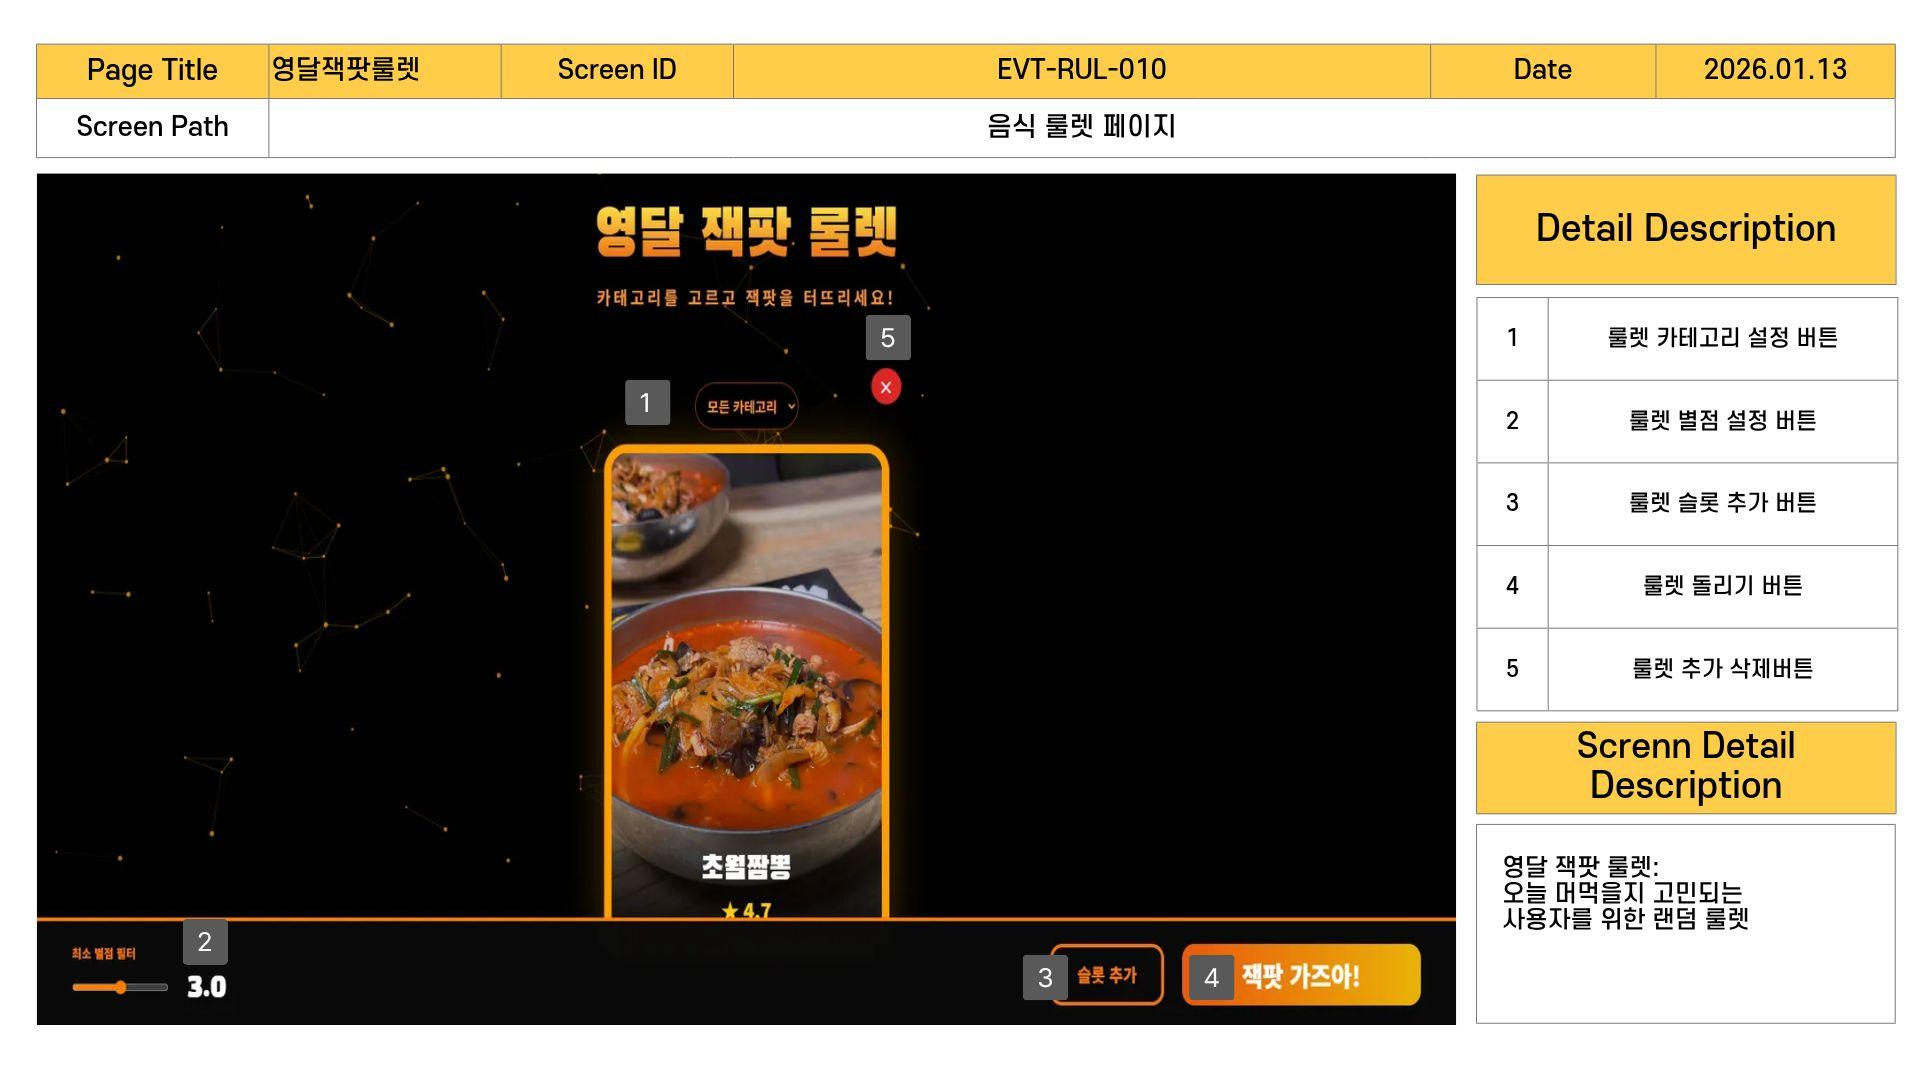 Page Title 영달잭팟룰렛 Screen ID EVT-RUL-010 Date 2026.01.13
Screen Path 음식 룰렛 페이지
영달 잭팟 룰렛
카테고리를 고르고 잭팟을 터뜨리세요!
5
x
1
모든 카테고리
초월짬뽕
★ 4.7
2
최소 별점 필터
3.0
3
슬롯 추가
4
잭팟 가즈아!
Detail Description
1 룰렛 카테고리 설정 버튼
2 룰렛 별점 설정 버튼
3 룰렛 슬롯 추가 버튼
4 룰렛 돌리기 버튼
5 룰렛 추가 삭제버튼
Screnn Detail
Description
영달 잭팟 룰렛:
오늘 머먹을지 고민되는
사용자를 위한 랜덤 룰렛